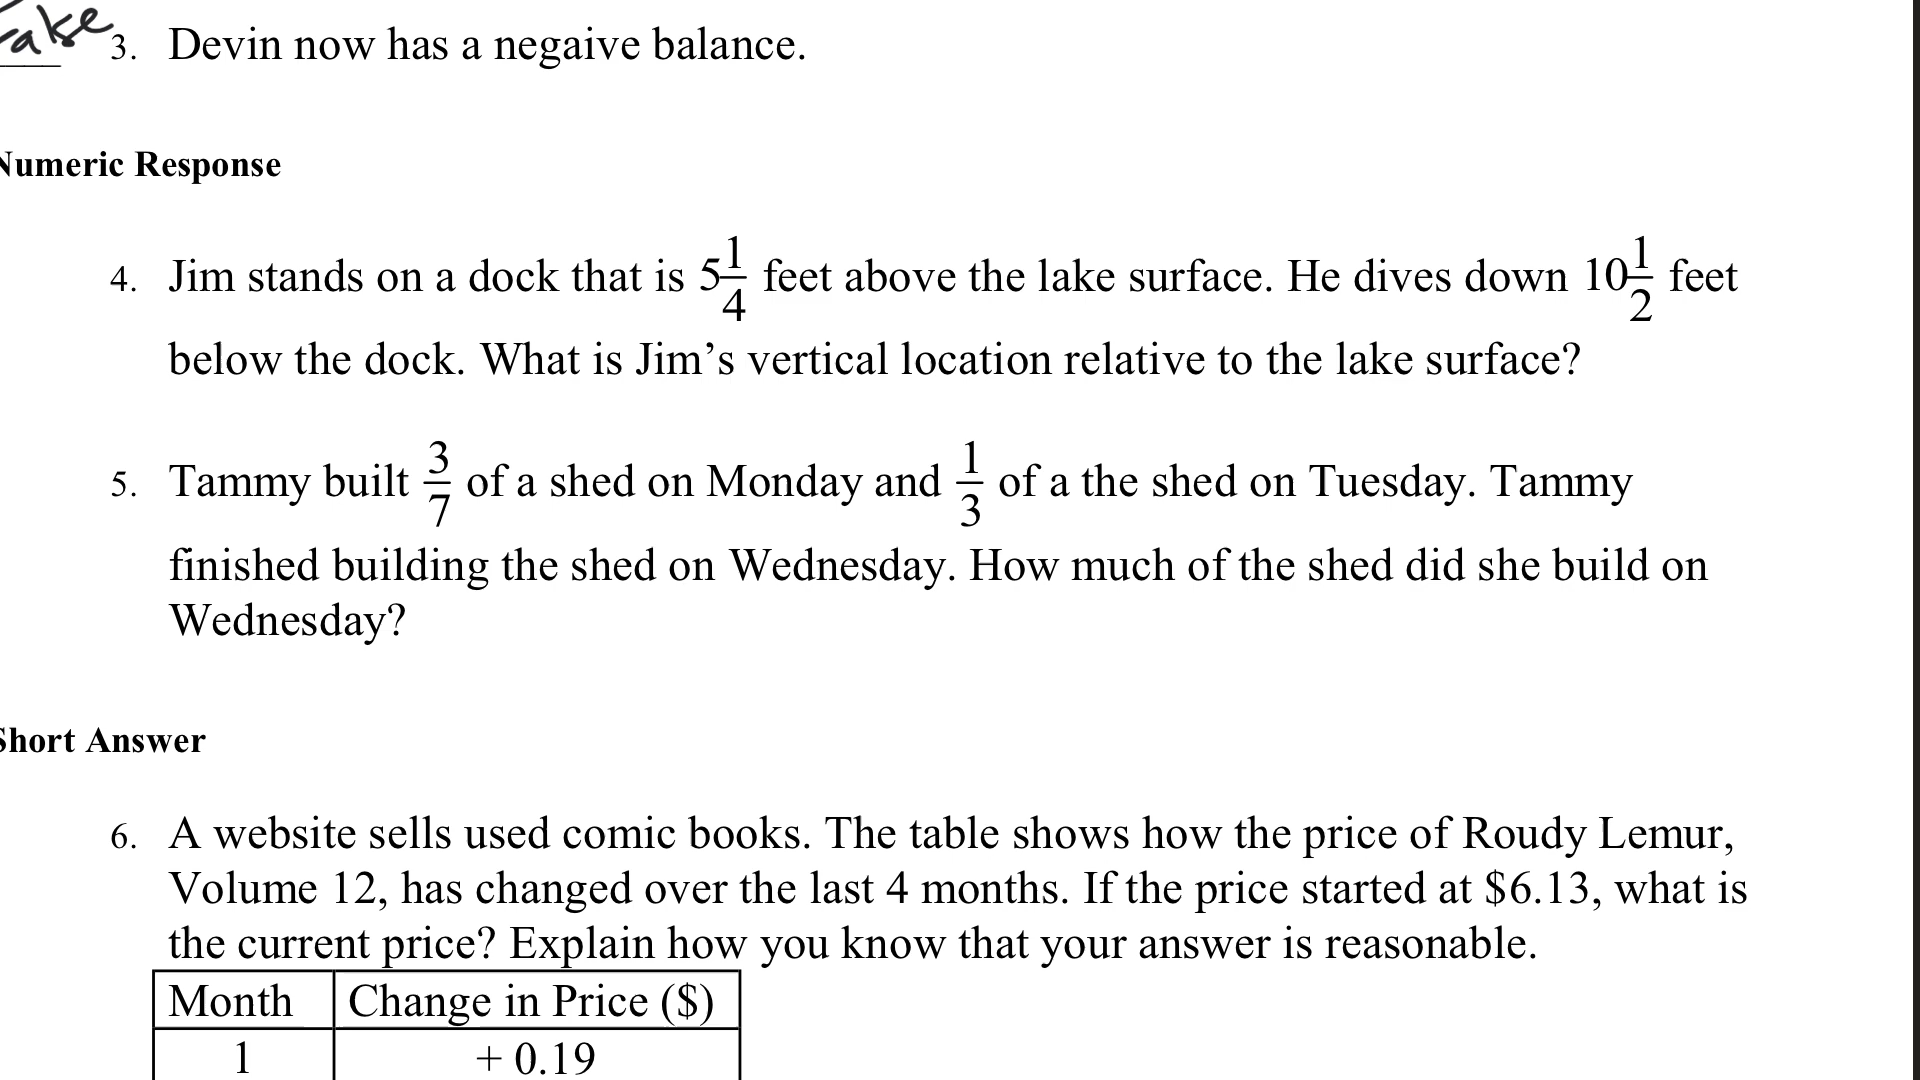 3. Devin now has a negaive balance.
Numeric Response
4. Jim stands on a dock that is 5 1/4 feet above the lake surface. He dives down 10 1/2 feet
below the dock. What is Jim’s vertical location relative to the lake surface?
5. Tammy built 3/7 of a shed on Monday and 1/3 of a the shed on Tuesday. Tammy
finished building the shed on Wednesday. How much of the shed did she build on
Wednesday?
Short Answer
6. A website sells used comic books. The table shows how the price of Roudy Lemur,
Volume 12, has changed over the last 4 months. If the price started at $6.13, what is
the current price? Explain how you know that your answer is reasonable.
Month Change in Price ($)
1 + 0.19